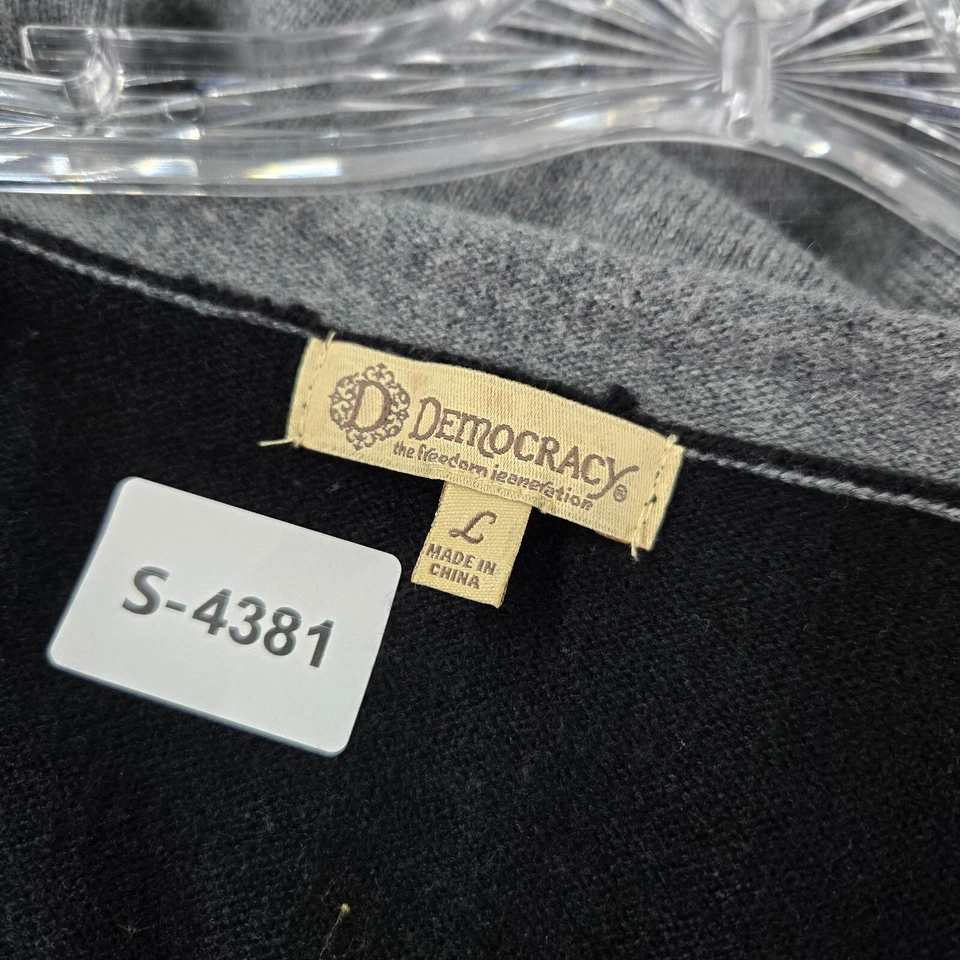 D DEMOCRACY®
the freedom jeaneration
L
MADE IN
CHINA
S-4381